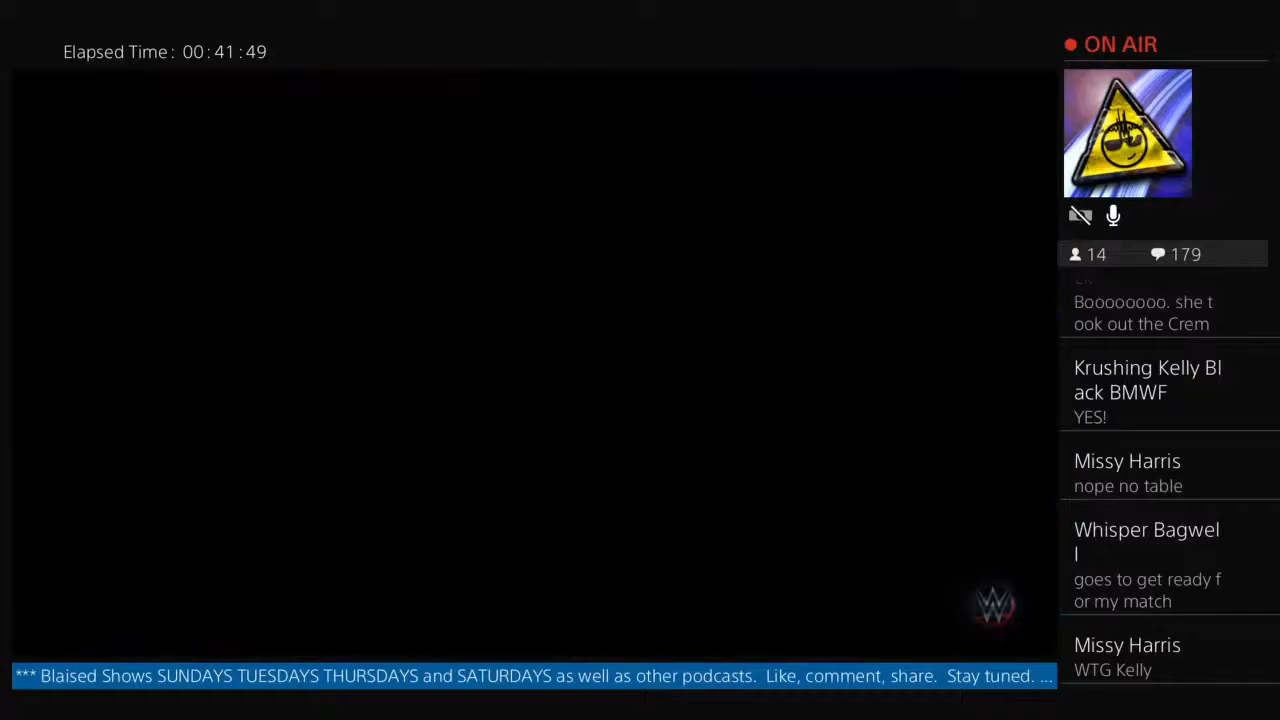 Elapsed Time: 00:41:49
ON AIR
14 179
Boooooooo. she t
ook out the Crem
Krushing Kelly Bl
ack BMWF
YES!
Missy Harris
nope no table
Whisper Bagwel
l
goes to get ready f
or my match
Missy Harris
WTG Kelly
W
*** Blaised Shows SUNDAYS TUESDAYS THURSDAYS and SATURDAYS as well as other podcasts. Like, comment, share. Stay tuned. ...